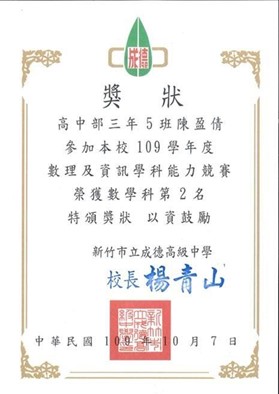 成德
獎狀
高中部三年5班陳盈倩
參加本校109學年度
數理及資訊學科能力競賽
榮獲數學科第2名
特頒獎狀 以資鼓勵
新竹市立成德高級中學
校長 楊青山
中華民國 109 年 10 月 7 日